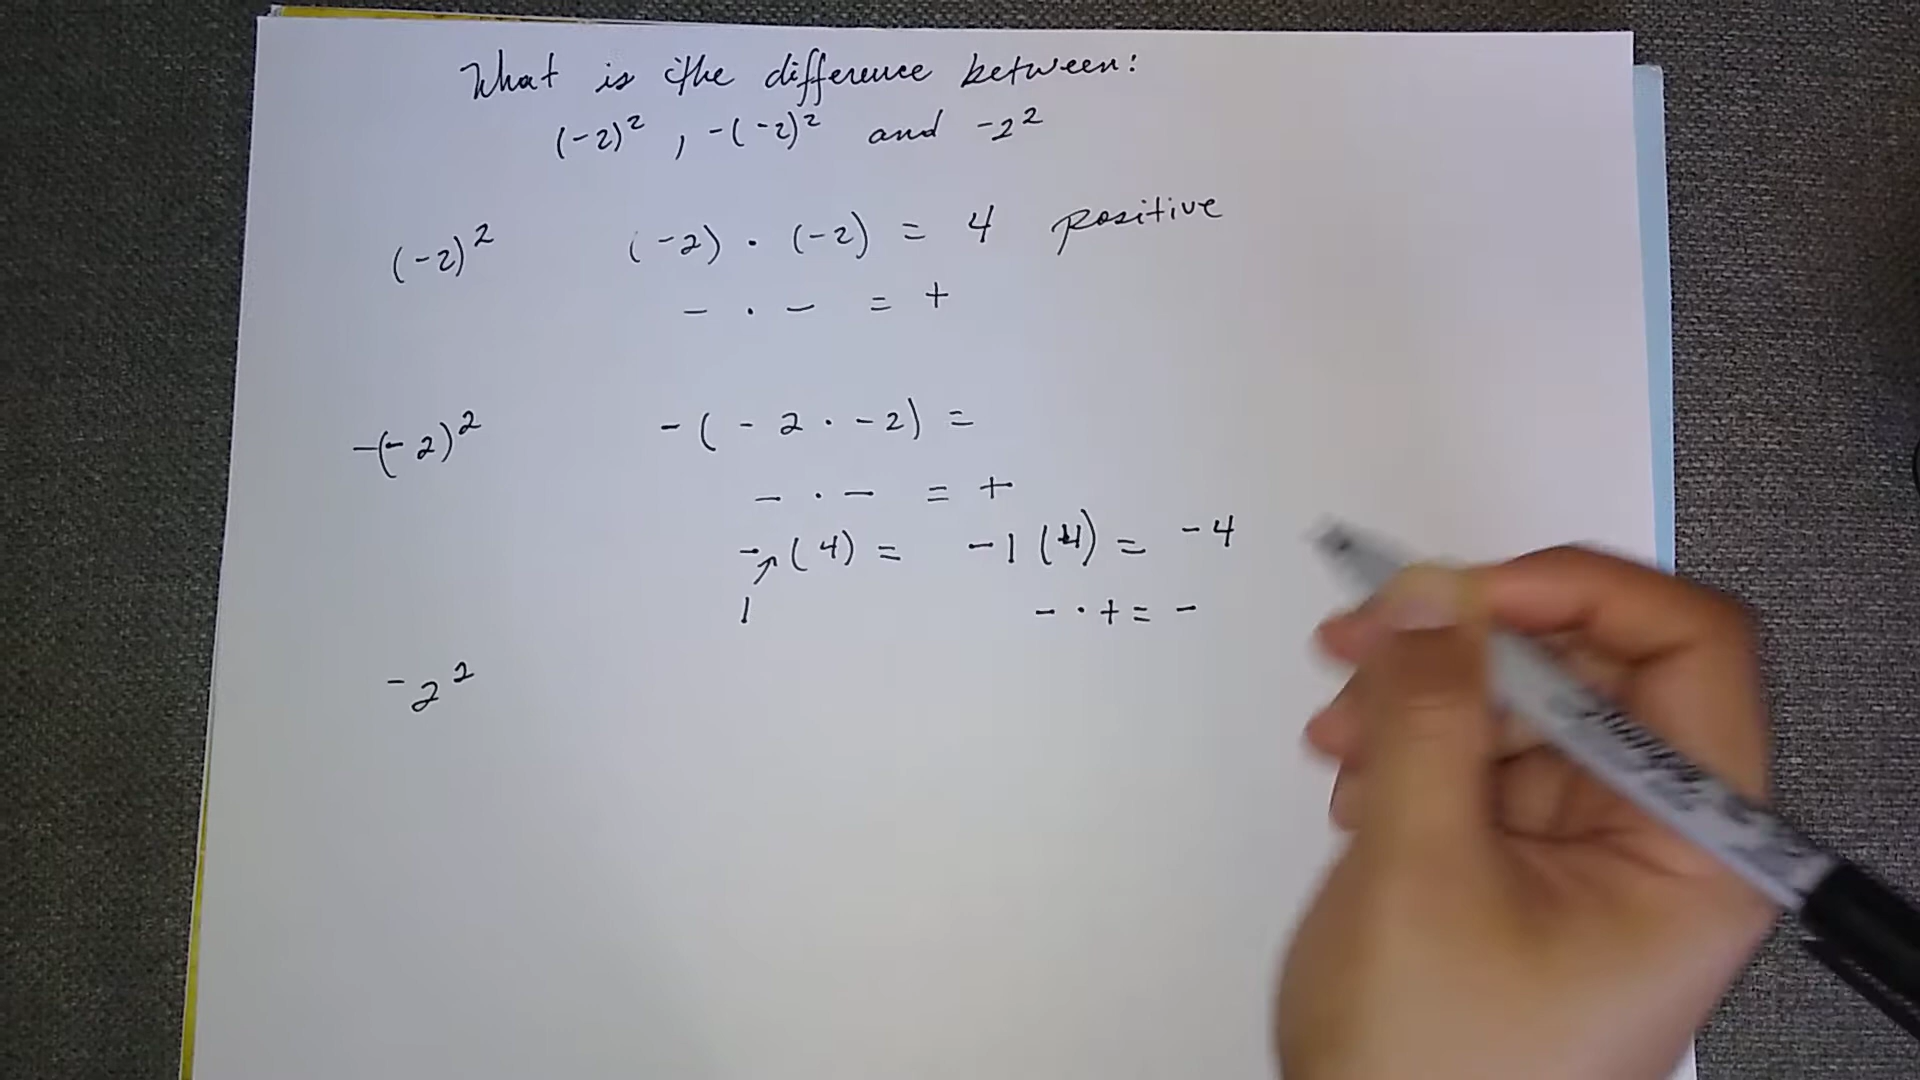 What is the difference between:
(-2)², -(-2)² and -2²
(-2)² (-2) · (-2) = 4 positive
- · - = +
-(-2)² -(-2 · -2) =
- · - = +
-(4) = -1(4) = -4
1 - · + = -
-2²